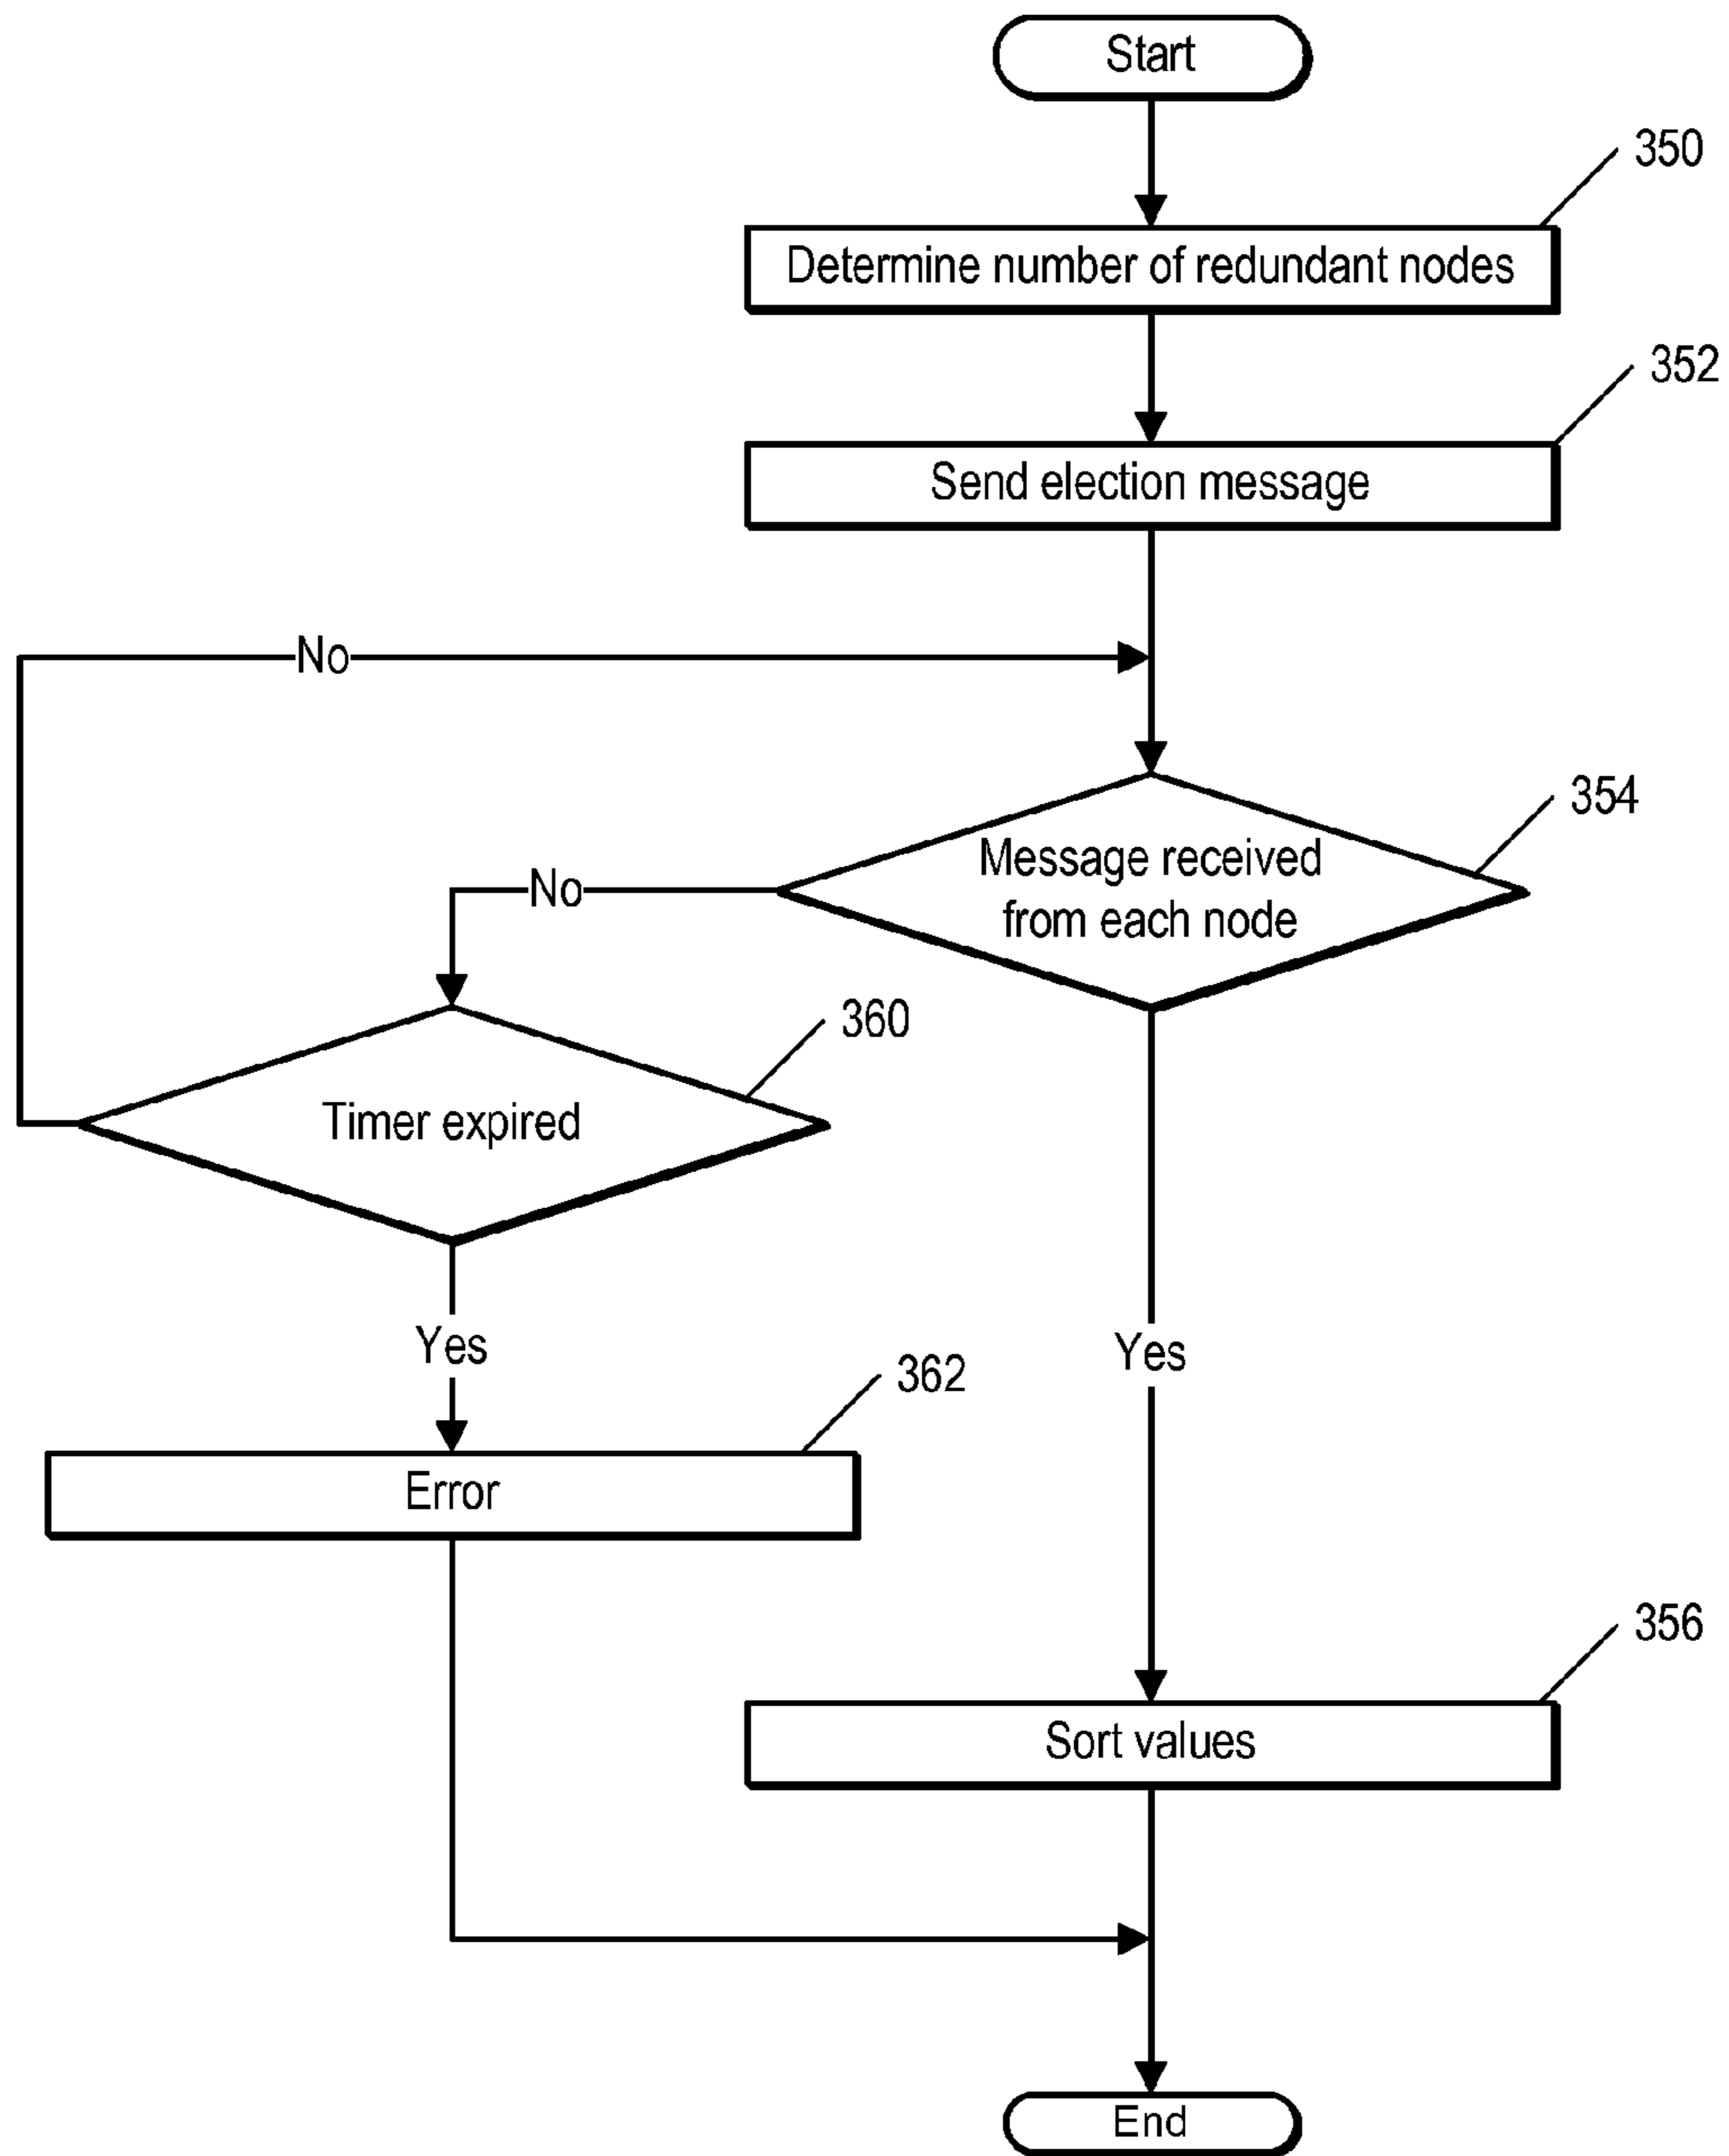 Start
350
Determine number of redundant nodes
352
Send election message
No
354
Message received
from each node
No
360
Timer expired
Yes
Yes
362
Error
356
Sort values
End